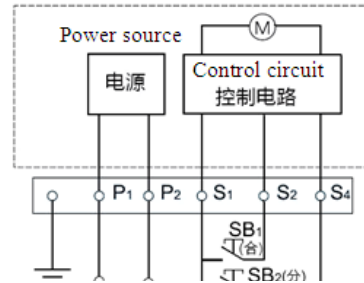 M
Power source
电源
Control circuit
控制电路
P1 P2 S1 S2 S4
SB1
(合)
SB2(分)